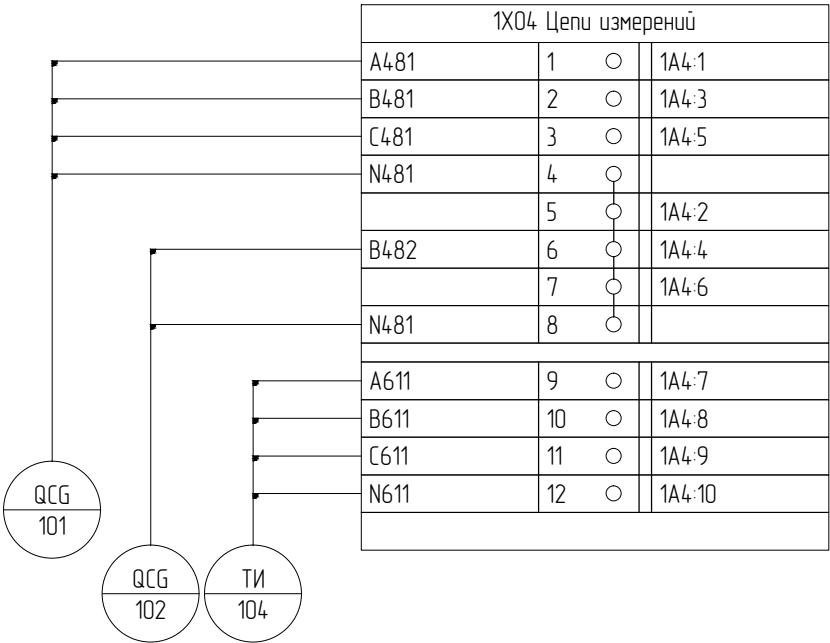 1X04 Цепи измерений
A481 1 1A4:1
B481 2 1A4:3
C481 3 1A4:5
N481 4
5 1A4:2
B482 6 1A4:4
7 1A4:6
N481 8
A611 9 1A4:7
B611 10 1A4:8
C611 11 1A4:9
N611 12 1A4:10
QCG
101
QCG
102
ТИ
104